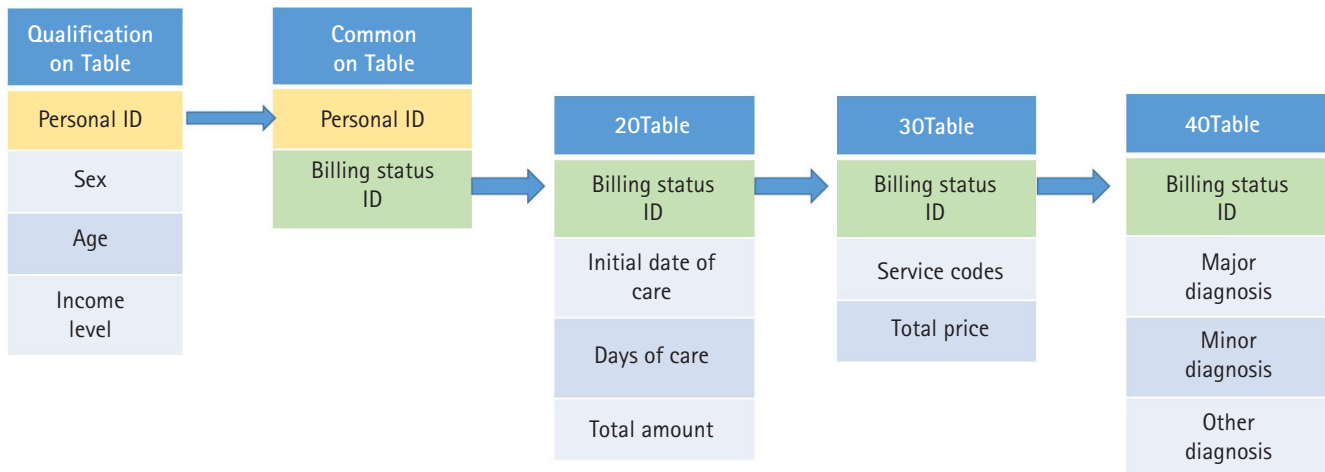 Qualification
on Table
Personal ID
Sex
Age
Income
level
Common
on Table
Personal ID
Billing status
ID
20Table
Billing status
ID
Initial date of
care
Days of care
Total amount
30Table
Billing status
ID
Service codes
Total price
40Table
Billing status
ID
Major
diagnosis
Minor
diagnosis
Other
diagnosis